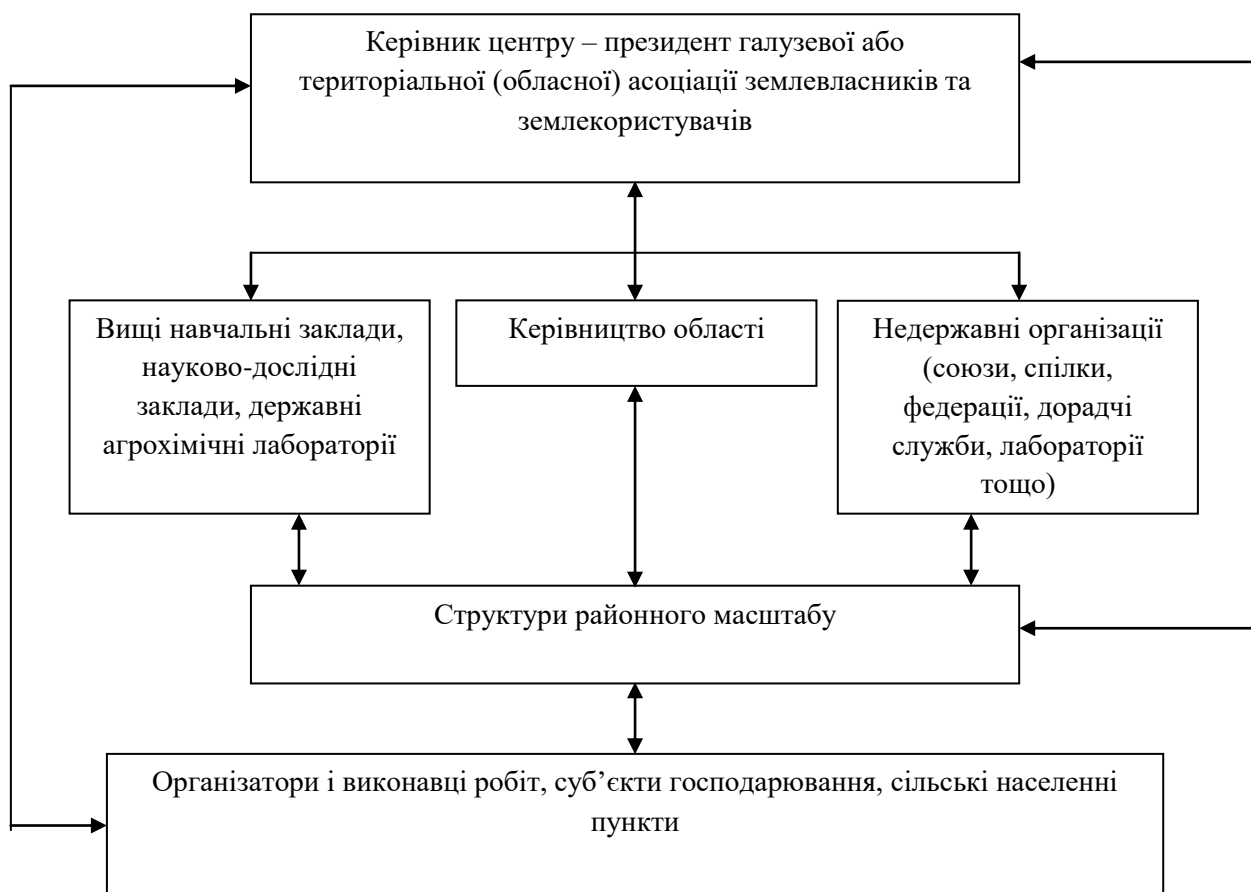 Керівник центру – президент галузевої або
територіальної (обласної) асоціації землевласників та
землекористувачів
Вищі навчальні заклади,
науково-дослідні
заклади, державні
агрохімічні лабораторії
Керівництво області
Недержавні організації
(союзи, спілки,
федерації, дорадчі
служби, лабораторії
тощо)
Структури районного масштабу
Організатори і виконавці робіт, суб’єкти господарювання, сільські населенні
пункти